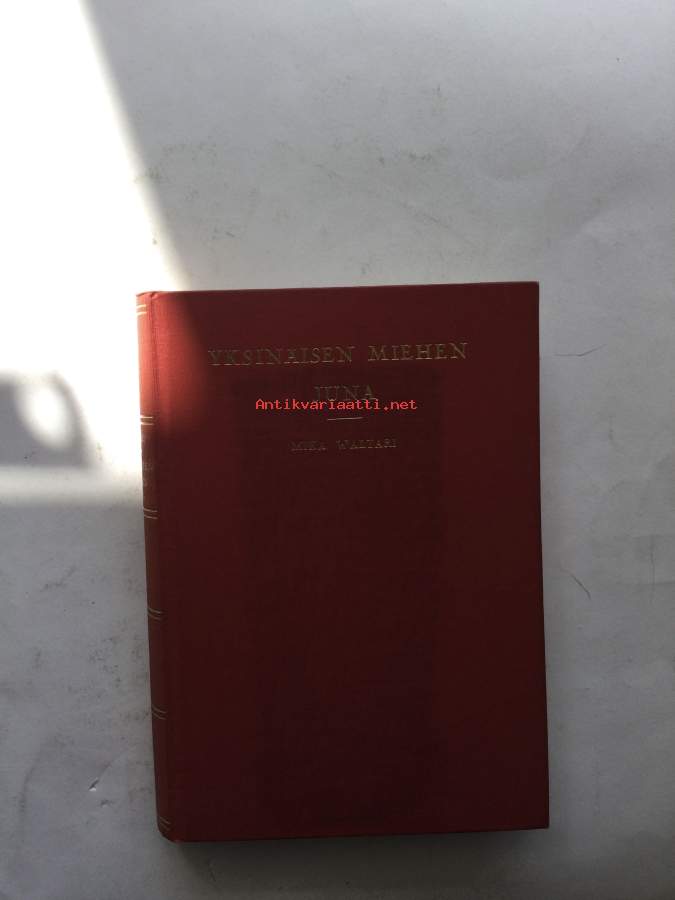 YKSINÄISEN MIEHEN
JUNA
Antikvariaatti.net
MIKA WALTARI